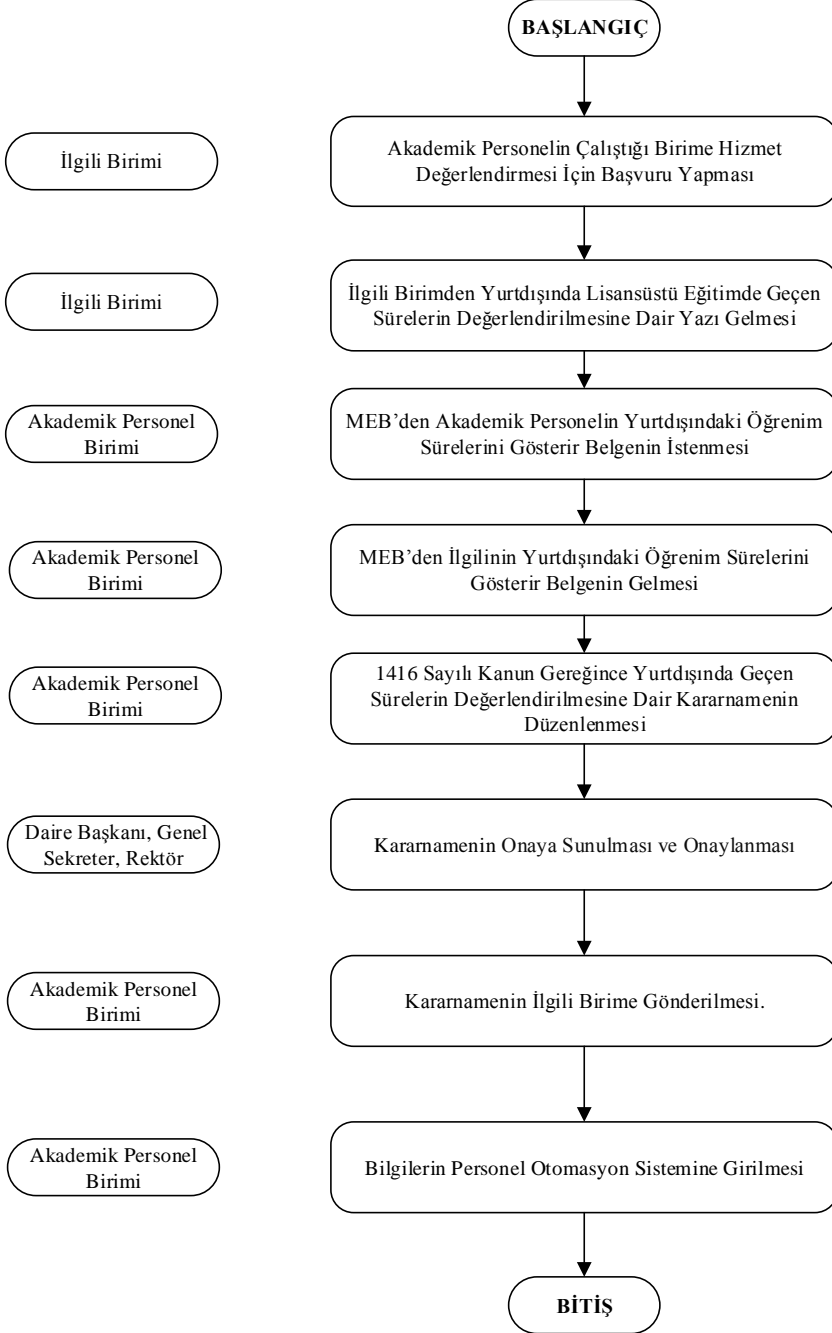 BAŞLANGIÇ
İlgili Birimi
Akademik Personelin Çalıştığı Birime Hizmet
Değerlendirmesi İçin Başvuru Yapması
İlgili Birimi
İlgili Birimden Yurtdışında Lisansüstü Eğitimde Geçen
Sürelerin Değerlendirilmesine Dair Yazı Gelmesi
Akademik Personel
Birimi
MEB’den Akademik Personelin Yurtdışındaki Öğrenim
Sürelerini Gösterir Belgenin İstenmesi
Akademik Personel
Birimi
MEB’den İlgilinin Yurtdışındaki Öğrenim Sürelerini
Gösterir Belgenin Gelmesi
Akademik Personel
Birimi
1416 Sayılı Kanun Gereğince Yurtdışında Geçen
Sürelerin Değerlendirilmesine Dair Kararnamenin
Düzenlenmesi
Daire Başkanı, Genel
Sekreter, Rektör
Kararnamenin Onaya Sunulması ve Onaylanması
Akademik Personel
Birimi
Kararnamenin İlgili Birime Gönderilmesi.
Akademik Personel
Birimi
Bilgilerin Personel Otomasyon Sistemine Girilmesi
BİTİŞ